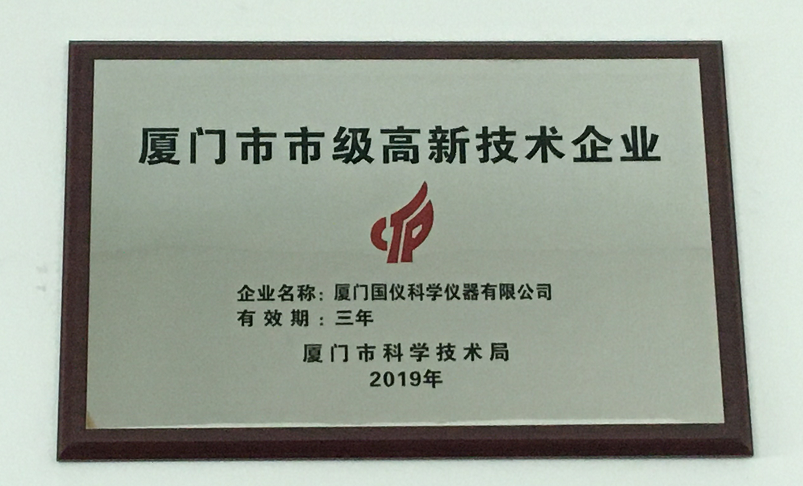 厦门市市级高新技术企业
CTP
企业名称：厦门国仪科学仪器有限公司
有效期：三年
厦门市科学技术局
2019年